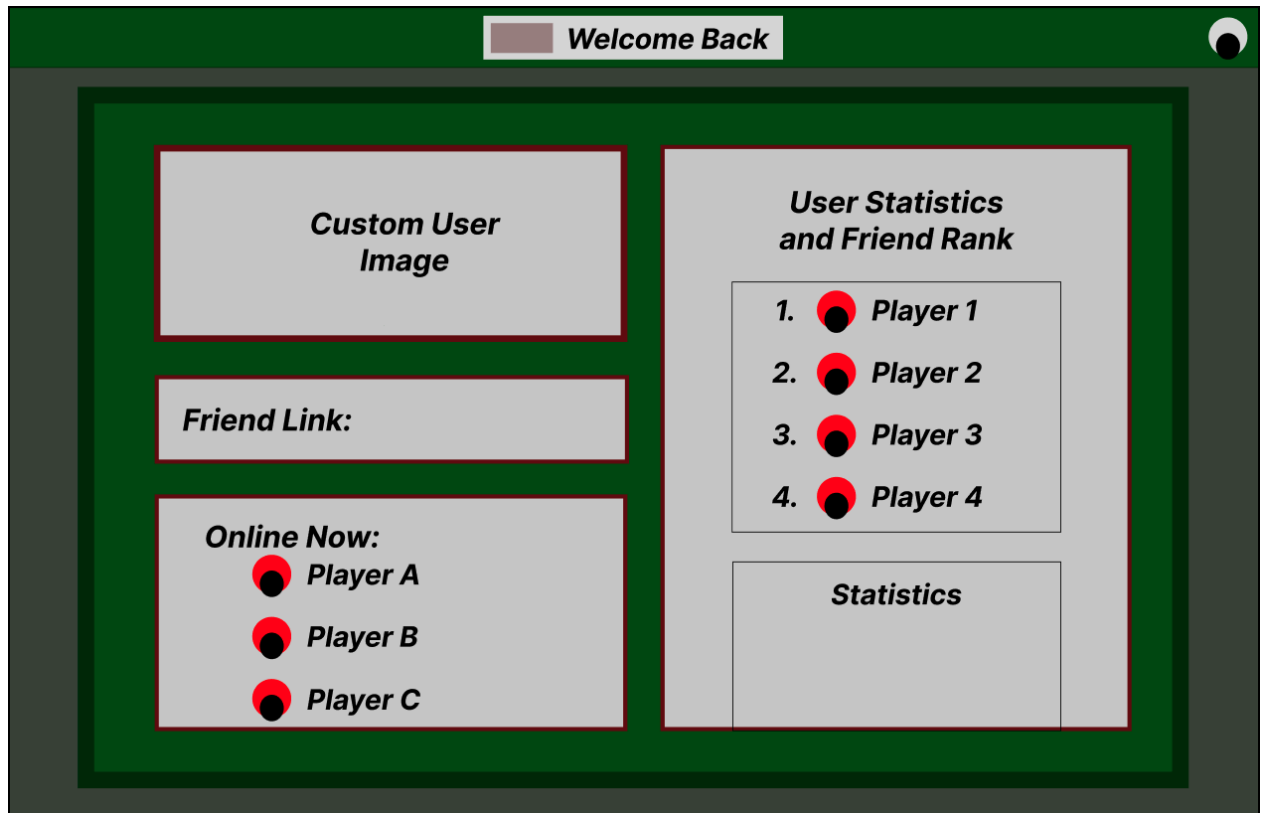 Welcome Back
Custom User
Image
Friend Link:
Online Now:
Player A
Player B
Player C
User Statistics
and Friend Rank
1. Player 1
2. Player 2
3. Player 3
4. Player 4
Statistics